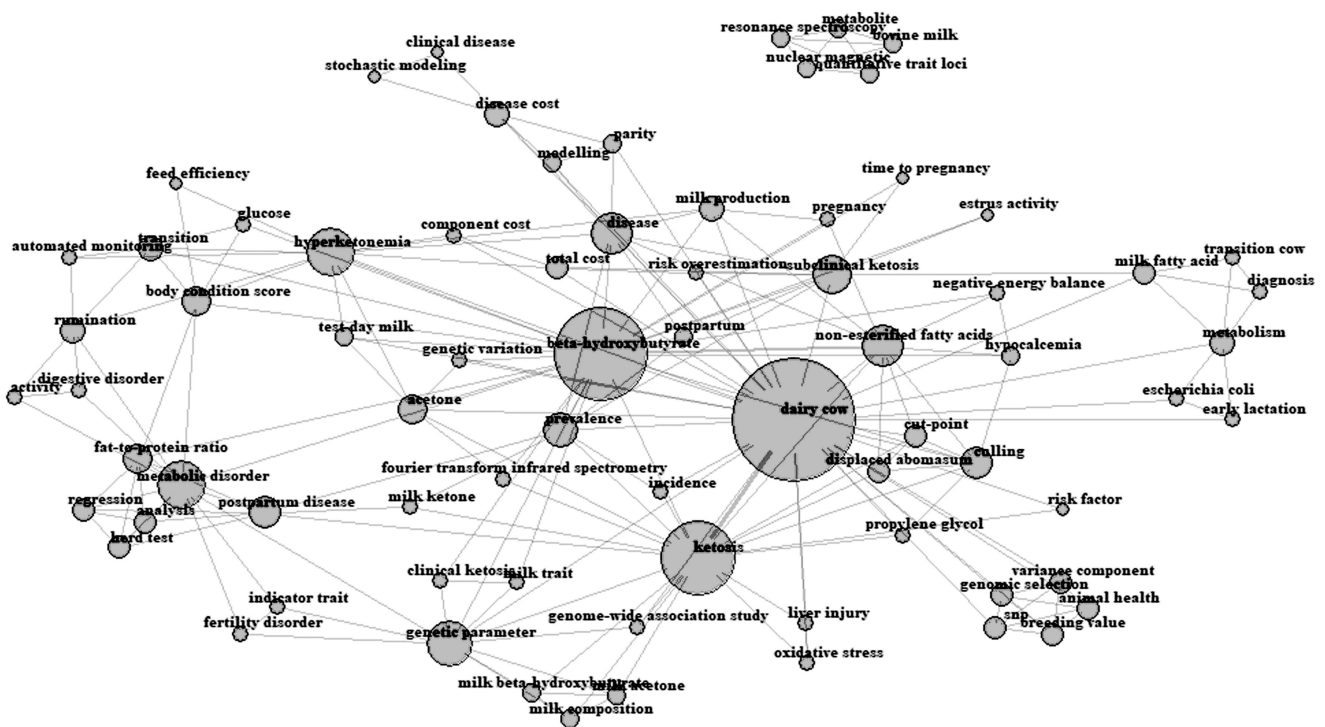 metabolite
resonance spectroscopy
bovine milk
nuclear magnetic
quantitative trait loci
clinical disease
stochastic modeling
disease cost
parity
modelling
feed efficiency
time to pregnancy
milk production
pregnancy
estrus activity
glucose
component cost
disease
automated monitoring
transition
hyperketonemia
total cost
risk overestimation
subclinical ketosis
milk fatty acid
transition cow
diagnosis
negative energy balance
body condition score
rumination
test-day milk
postpartum
non-esterified fatty acids
metabolism
beta-hydroxybutyrate
genetic variation
hypocalcemia
activity
digestive disorder
escherichia coli
acetone
prevalence
dairy cow
early lactation
cut-point
fat-to-protein ratio
culling
displaced abomasum
metabolic disorder
fourier transform infrared spectrometry
incidence
regression
analysis
postpartum disease
milk ketone
risk factor
propylene glycol
herd test
ketosis
clinical ketosis
milk trait
variance component
genomic selection
animal health
indicator trait
genome-wide association study
liver injury
snp
breeding value
fertility disorder
genetic parameter
oxidative stress
milk beta-hydroxybutyrate
milk acetone
milk composition